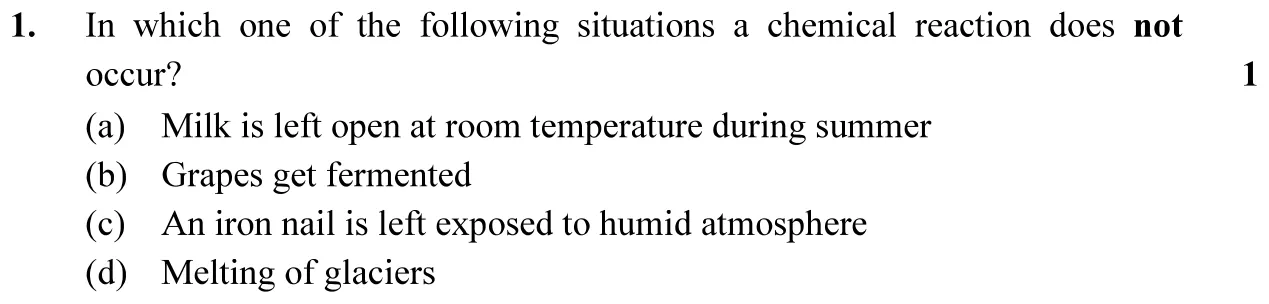 1. In which one of the following situations a chemical reaction does not
occur? 1
(a) Milk is left open at room temperature during summer
(b) Grapes get fermented
(c) An iron nail is left exposed to humid atmosphere
(d) Melting of glaciers